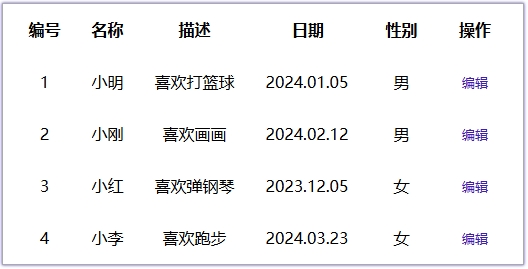 编号 名称 描述 日期 性别 操作
1 小明 喜欢打篮球 2024.01.05 男 编辑
2 小刚 喜欢画画 2024.02.12 男 编辑
3 小红 喜欢弹钢琴 2023.12.05 女 编辑
4 小李 喜欢跑步 2024.03.23 女 编辑